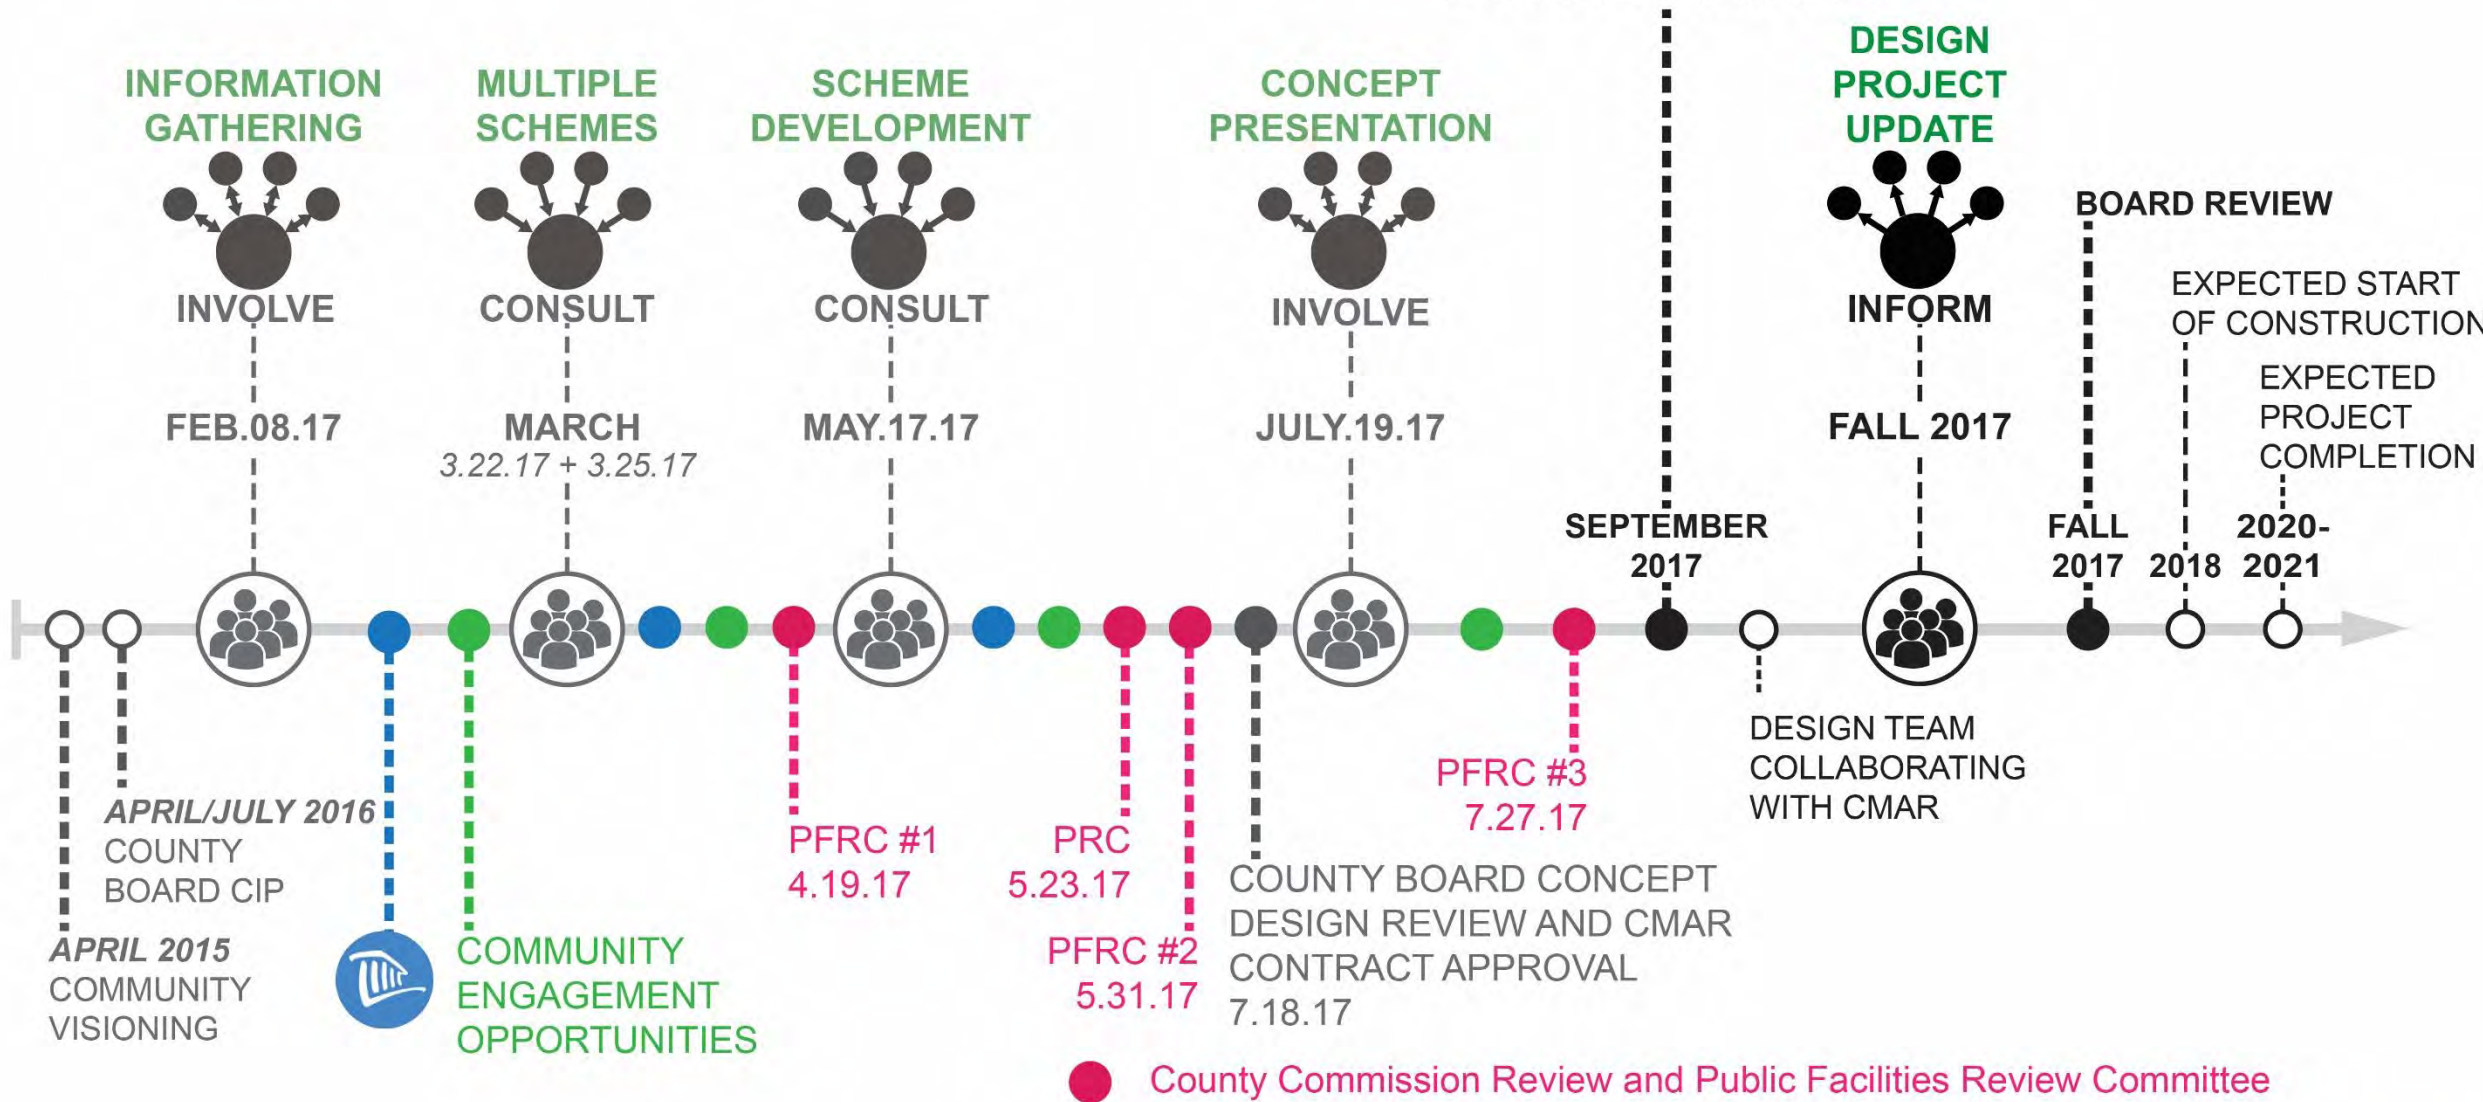 INFORMATION
GATHERING
INVOLVE
FEB.08.17
MULTIPLE
SCHEMES
CONSULT
MARCH
3.22.17 + 3.25.17
SCHEME
DEVELOPMENT
CONSULT
MAY.17.17
CONCEPT
PRESENTATION
INVOLVE
JULY.19.17
SEPTEMBER
2017
DESIGN
PROJECT
UPDATE
INFORM
FALL 2017
BOARD REVIEW
FALL
2017
EXPECTED START
OF CONSTRUCTION
2018
EXPECTED
PROJECT
COMPLETION
2020-
2021
APRIL 2015
COMMUNITY
VISIONING
APRIL/JULY 2016
COUNTY
BOARD CIP
COMMUNITY
ENGAGEMENT
OPPORTUNITIES
PFRC #1
4.19.17
PRC
5.23.17
PFRC #2
5.31.17
COUNTY BOARD CONCEPT
DESIGN REVIEW AND CMAR
CONTRACT APPROVAL
7.18.17
PFRC #3
7.27.17
DESIGN TEAM
COLLABORATING
WITH CMAR
County Commission Review and Public Facilities Review Committee